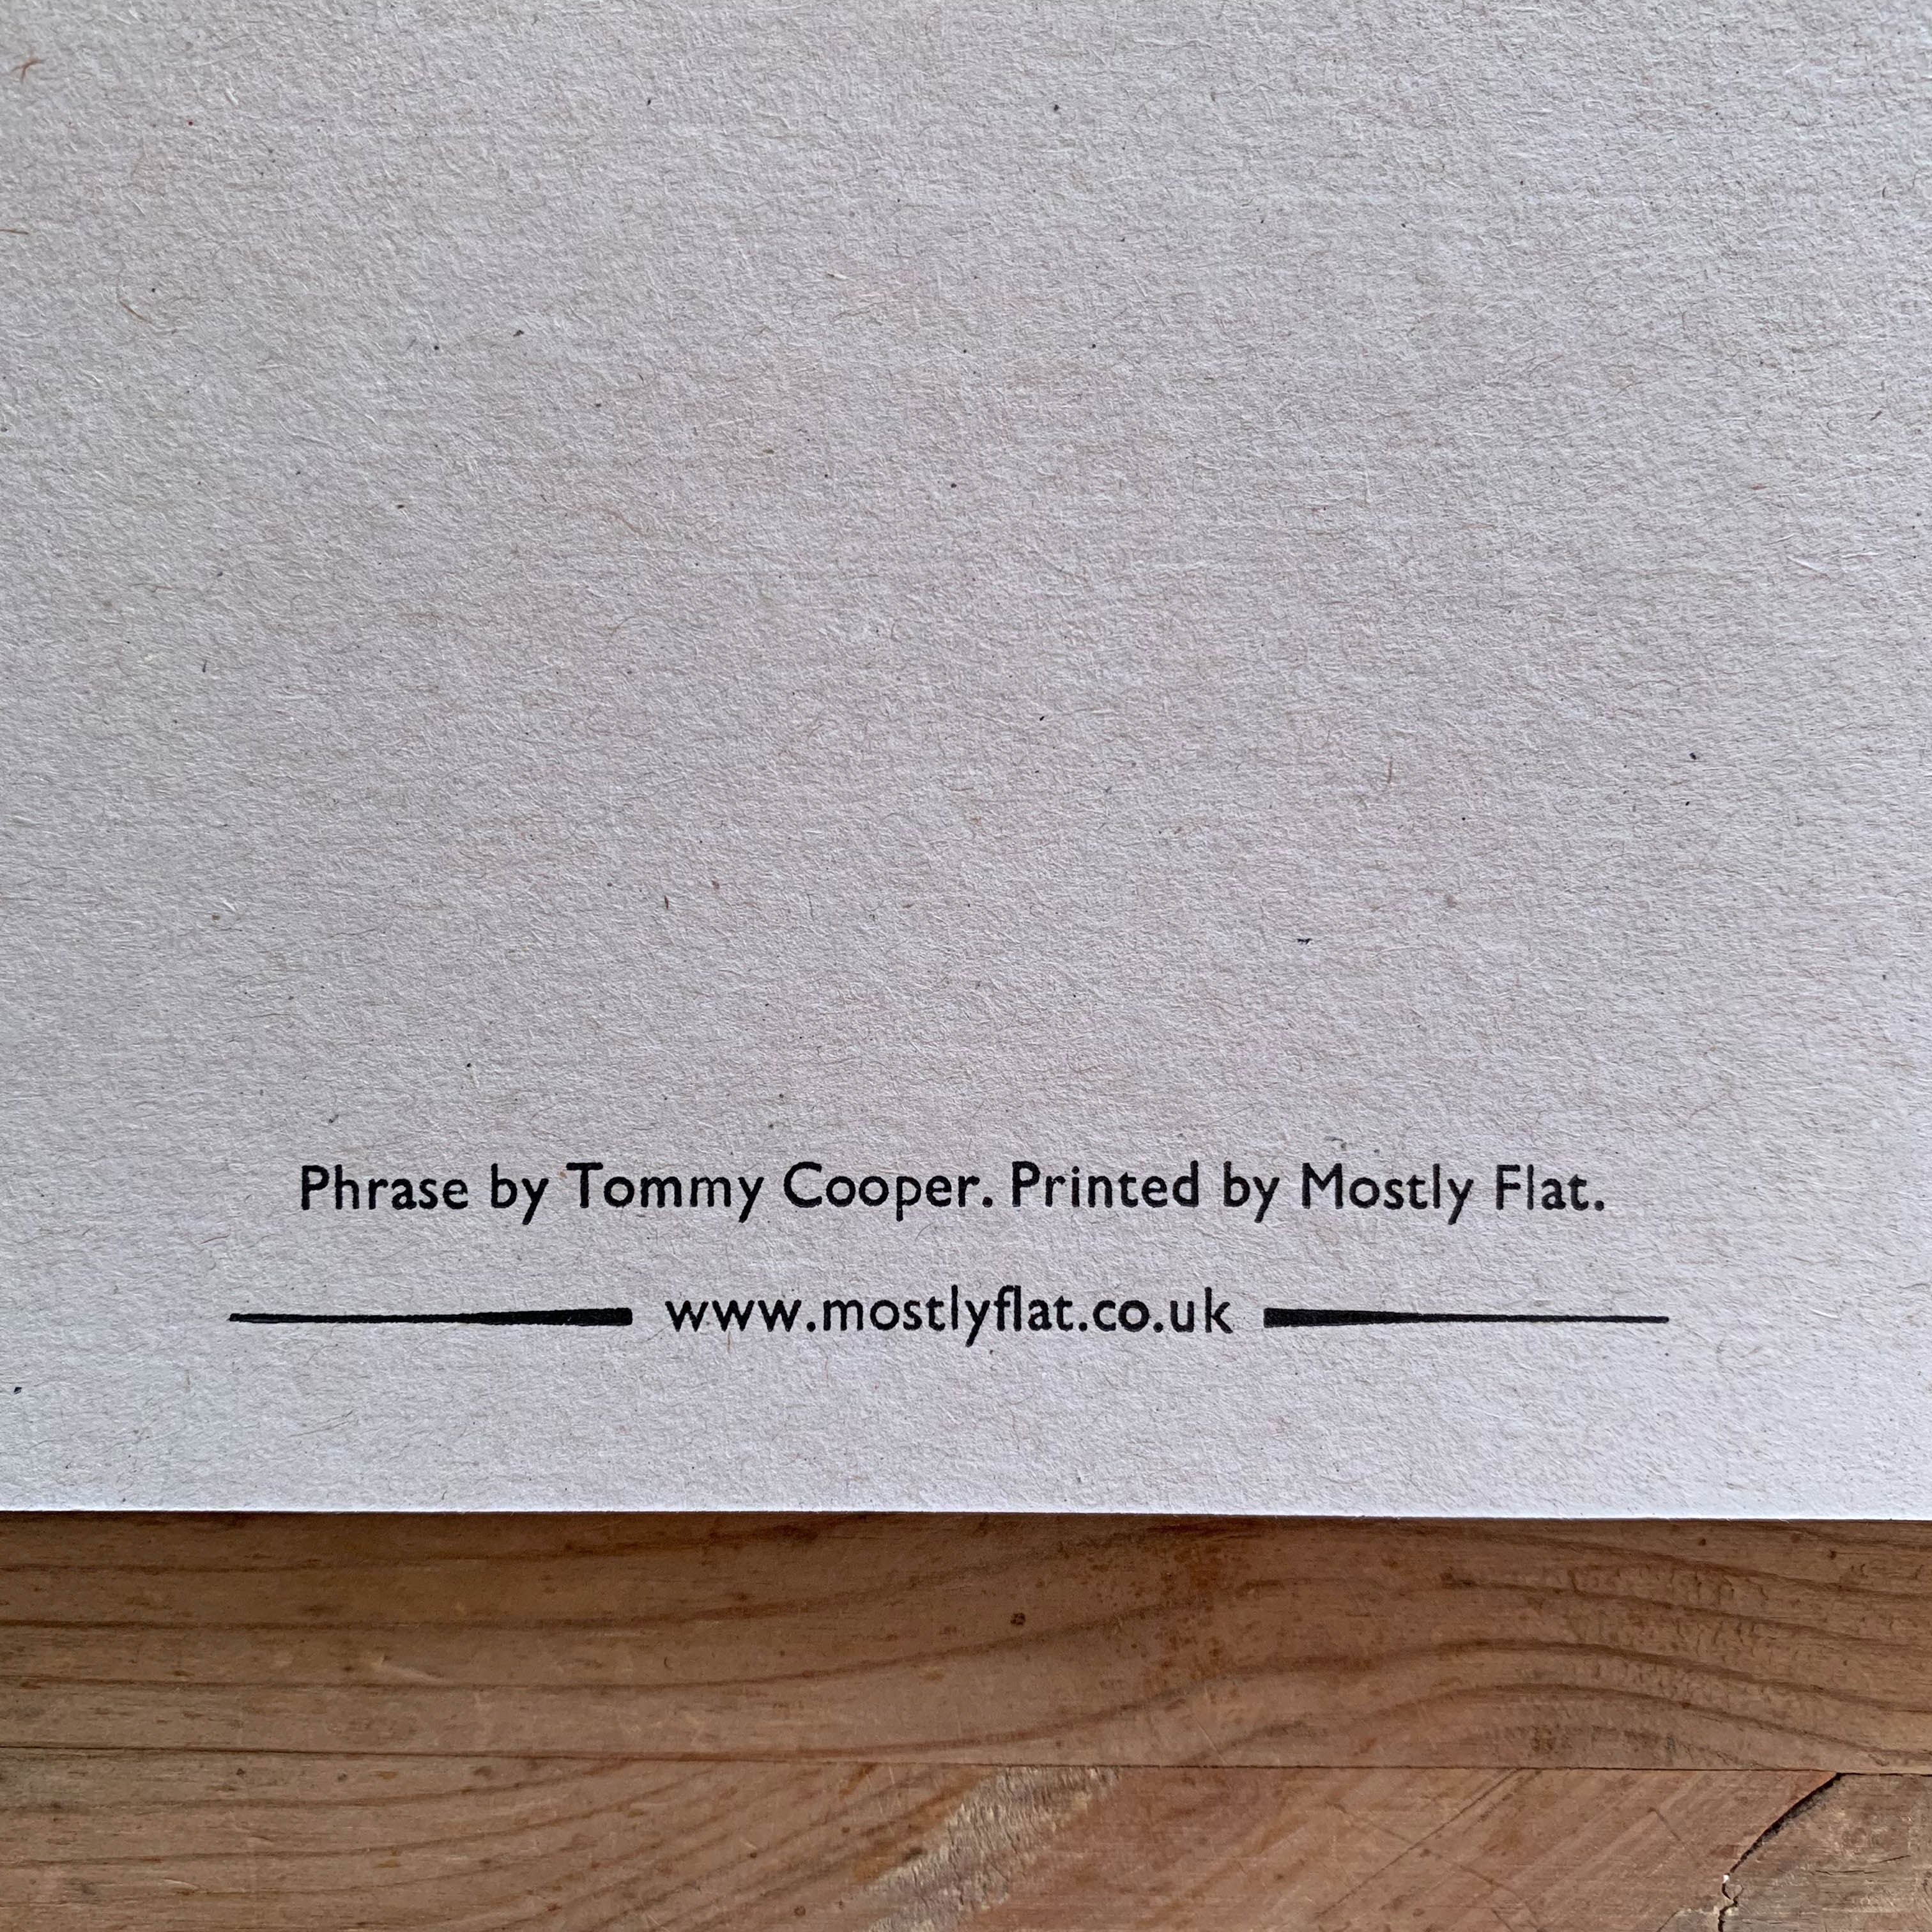 Phrase by Tommy Cooper. Printed by Mostly Flat.
www.mostlyflat.co.uk